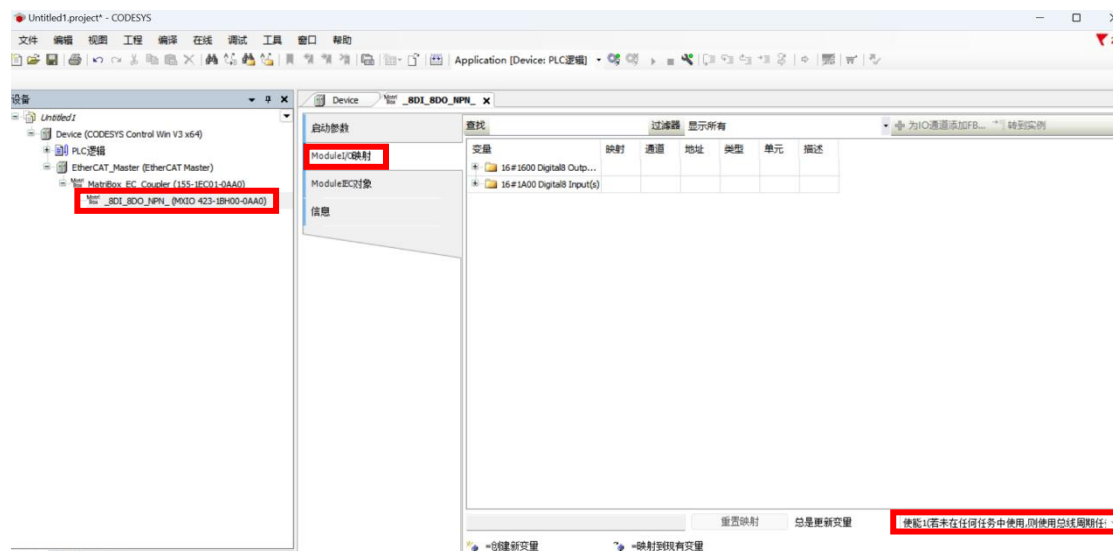 Untitled1.project* - CODESYS
文件 编辑 视图 工程 编译 在线 调试 工具 窗口 帮助
Application [Device: PLC逻辑]
设备
Untitled1
Device (CODESYS Control Win V3 x64)
PLC逻辑
EtherCAT_Master (EtherCAT Master)
MatriBox_EC_Coupler (155-1EC01-0AA0)
_8DI_8DO_NPN_ (MXIO 423-1BH00-0AA0)
Device
_8DI_8DO_NPN_
启动参数
ModuleI/O映射
ModuleIEC对象
信息
查找 过滤器 显示所有 为IO通道添加FB... 转到实例
变量 映射 通道 地址 类型 单元 描述
16#1600 Digital8 Outp...
16#1A00 Digital8 Input(s)
重置映射 总是更新变量 使能1(若未在任何任务中使用,则使用总线周期任
=创建新变量 =映射到现有变量